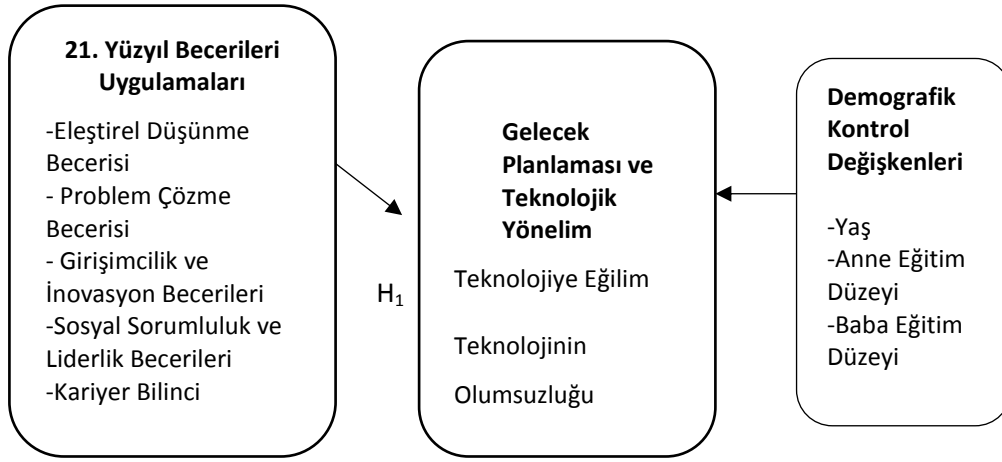 21. Yüzyıl Becerileri
Uygulamaları
-Eleştirel Düşünme
Becerisi
- Problem Çözme
Becerisi
- Girişimcilik ve
İnovasyon Becerileri
-Sosyal Sorumluluk ve
Liderlik Becerileri
-Kariyer Bilinci
H₁
Gelecek
Planlaması ve
Teknolojik
Yönelim
Teknolojiye Eğilim
Teknolojinin
Olumsuzluğu
Demografik
Kontrol
Değişkenleri
-Yaş
-Anne Eğitim
Düzeyi
-Baba Eğitim
Düzeyi